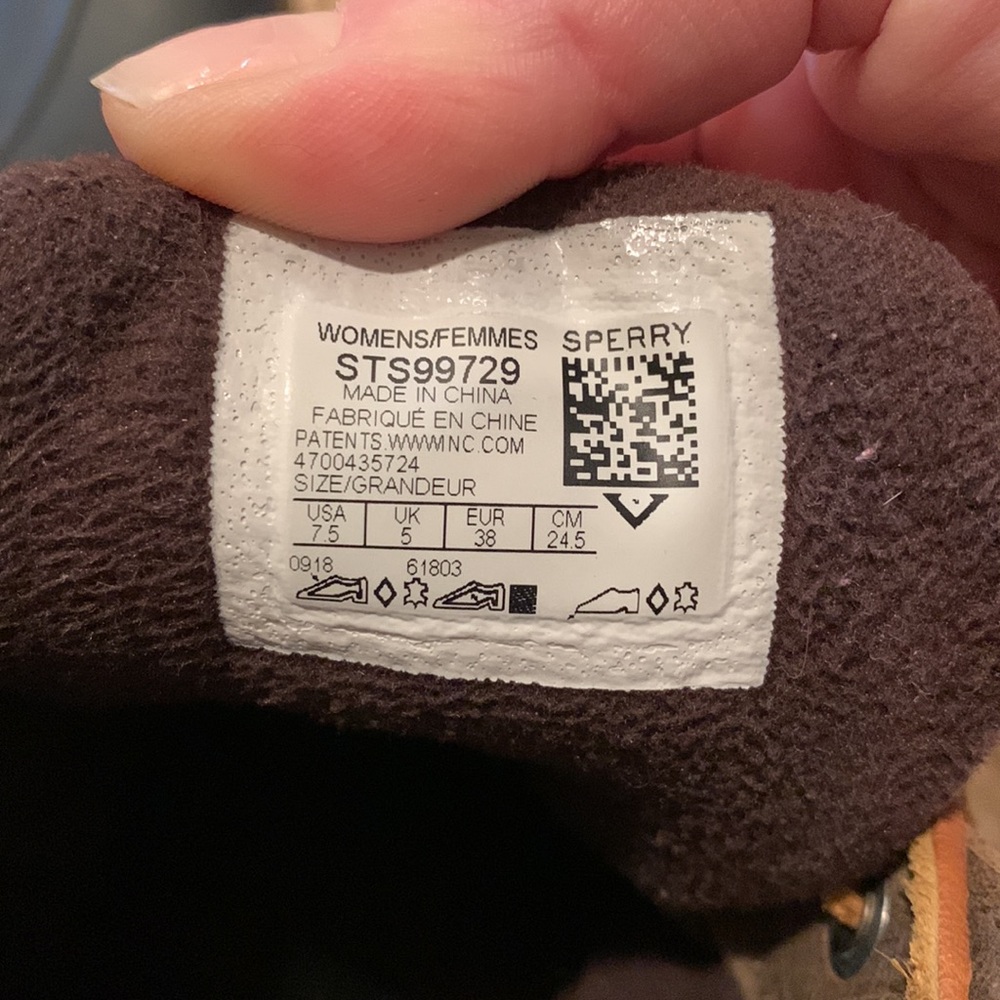 WOMENS/FEMMES
SPERRY
STS99729
MADE IN CHINA
FABRIQUÉ EN CHINE
PATENTS.WWWINC.COM
4700435724
SIZE/GRANDEUR
USA UK EUR CM
7.5 5 38 24.5
0918 61803